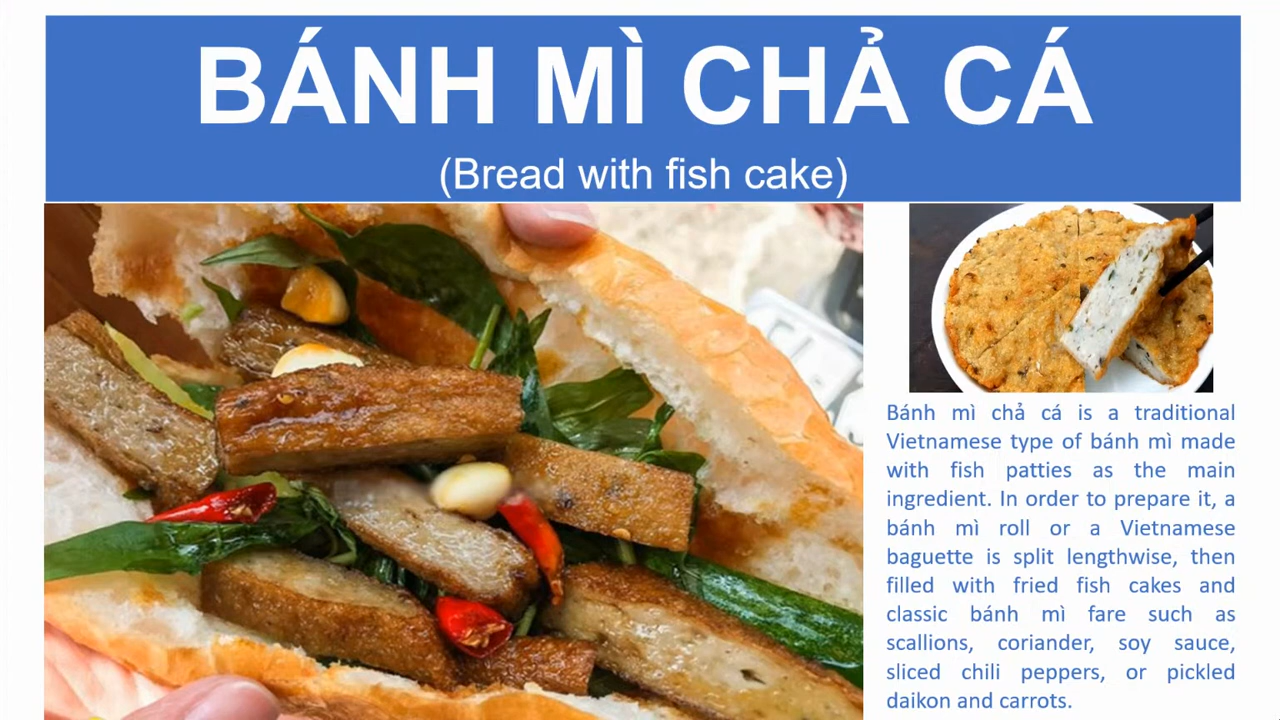 BÁNH MÌ CHẢ CÁ
(Bread with fish cake)
Bánh mì chả cá is a traditional
Vietnamese type of bánh mì made
with fish patties as the main
ingredient. In order to prepare it, a
bánh mì roll or a Vietnamese
baguette is split lengthwise, then
filled with fried fish cakes and
classic bánh mì fare such as
scallions, coriander, soy sauce,
sliced chili peppers, or pickled
daikon and carrots.